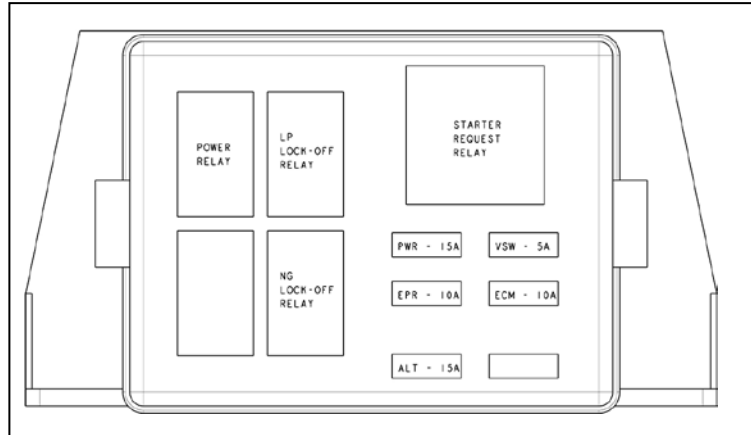 POWER
RELAY
LP
LOCK-OFF
RELAY
STARTER
REQUEST
RELAY
NG
LOCK-OFF
RELAY
PWR - 15A
VSW - 5A
EPR - 10A
ECM - 10A
ALT - 15A